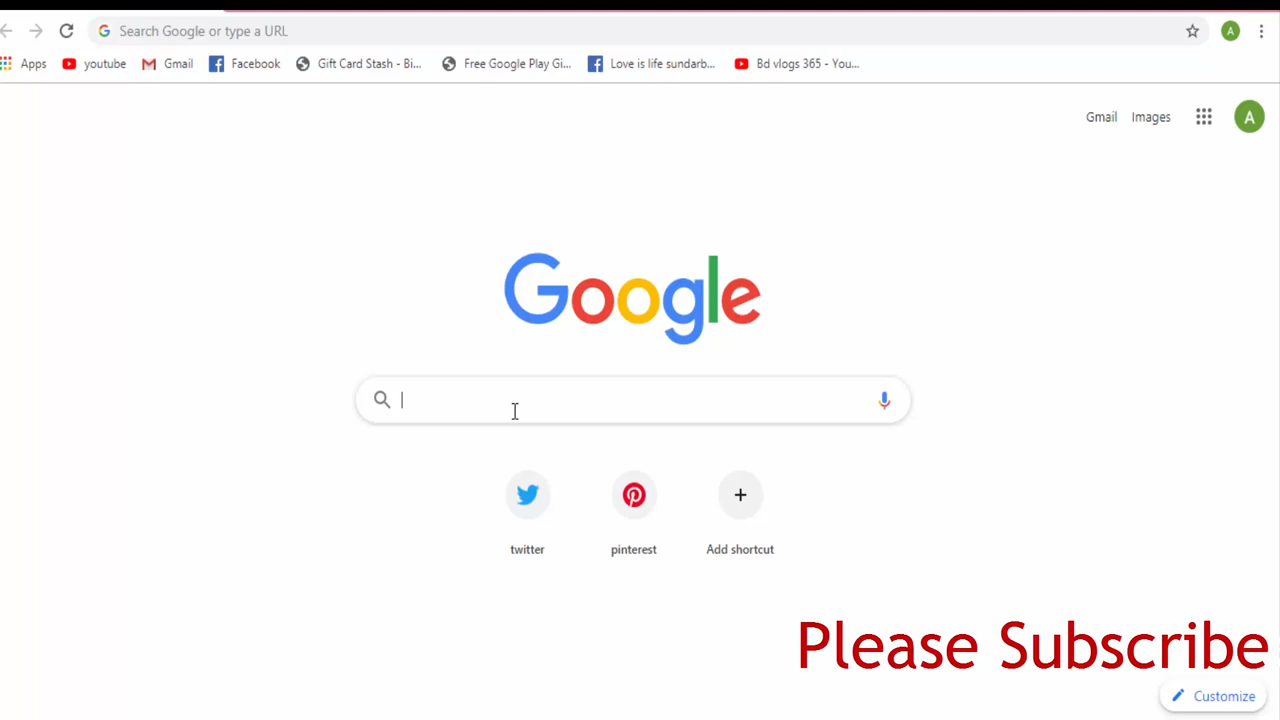 Search Google or type a URL
A
Apps youtube Gmail Facebook Gift Card Stash - Bi... Free Google Play Gi... Love is life sundarb... Bd vlogs 365 - You...
Gmail Images A
Google
twitter pinterest Add shortcut
Please Subscribe
Customize